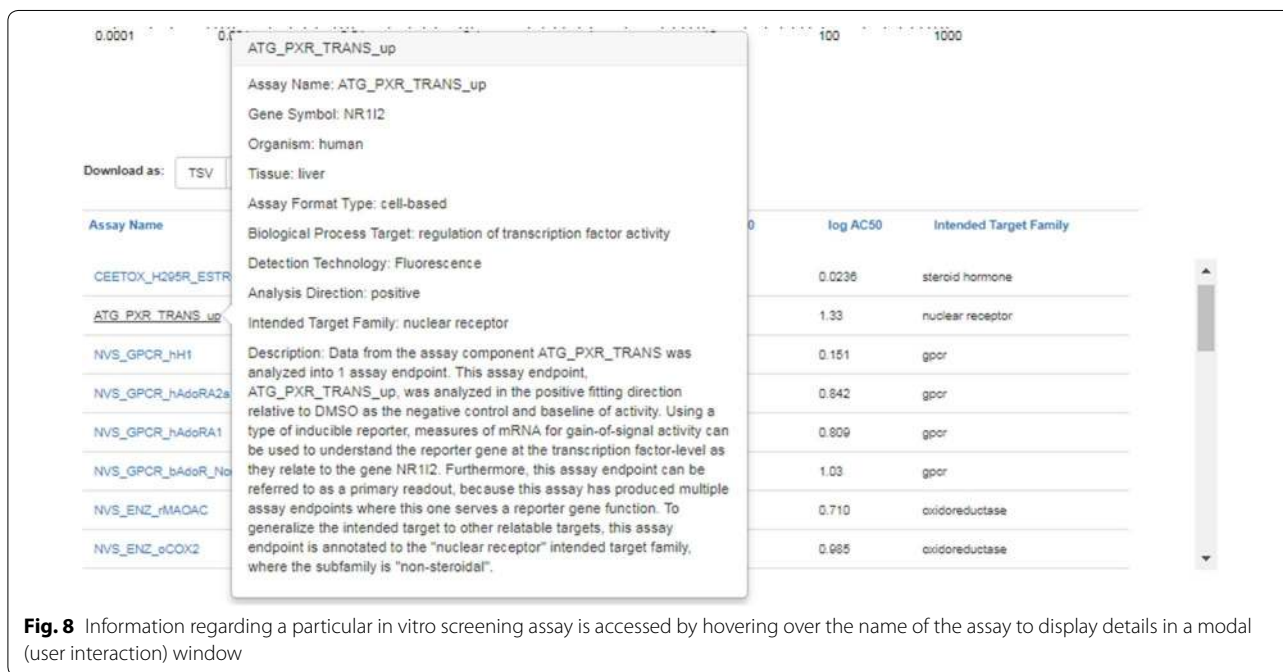 0.0001 100 1000
ATG_PXR_TRANS_up
Assay Name: ATG_PXR_TRANS_up
Gene Symbol: NR1I2
Organism: human
Download as: TSV
Tissue: liver
Assay Format Type: cell-based
Assay Name log AC50 Intended Target Family
Biological Process Target: regulation of transcription factor activity
Detection Technology: Fluorescence
CEETOX_H295R_ESTR 0.0236 steroid hormone
Analysis Direction: positive
ATG_PXR_TRANS_up 1.33 nuclear receptor
Intended Target Family: nuclear receptor
NVS_GPCR_hH1 0.151 gpcr
Description: Data from the assay component ATG_PXR_TRANS was
analyzed into 1 assay endpoint. This assay endpoint,
NVS_GPCR_hAdoRA2a 0.842 gpcr
ATG_PXR_TRANS_up, was analyzed in the positive fitting direction
relative to DMSO as the negative control and baseline of activity. Using a
NVS_GPCR_hAdoRA1 0.809 gpcr
type of inducible reporter, measures of mRNA for gain-of-signal activity can
be used to understand the reporter gene at the transcription factor-level as
NVS_GPCR_bAdoR_No 1.03 gpcr
they relate to the gene NR1I2. Furthermore, this assay endpoint can be
referred to as a primary readout, because this assay has produced multiple
NVS_ENZ_rMAOAC 0.710 oxidoreductase
assay endpoints where this one serves a reporter gene function. To
generalize the intended target to other relatable targets, this assay
NVS_ENZ_oCOX2 0.985 oxidoreductase
endpoint is annotated to the "nuclear receptor" intended target family,
where the subfamily is "non-steroidal".
Fig. 8 Information regarding a particular in vitro screening assay is accessed by hovering over the name of the assay to display details in a modal
(user interaction) window